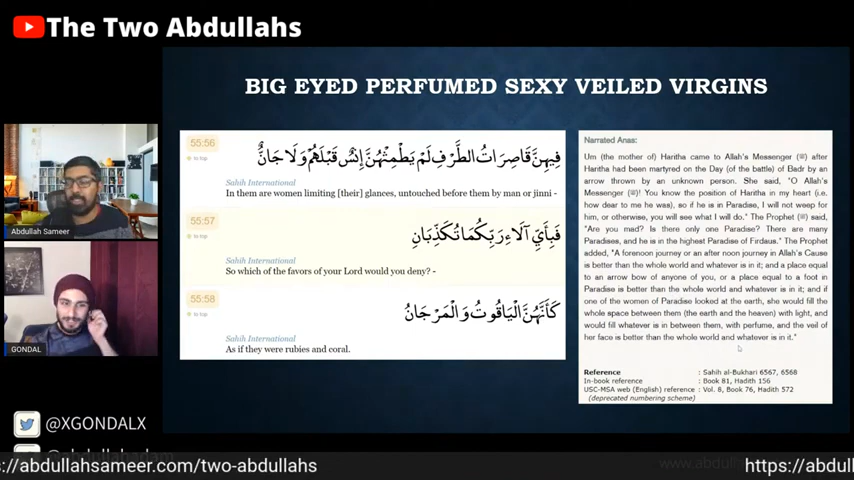 The Two Abdullahs
BIG EYED PERFUMED SEXY VEILED VIRGINS
55:56
to top
فِيهِنَّ قَاصِرَاتُ الطَّرْفِ لَمْ يَطْمِثْهُنَّ إِنْسٌ قَبْلَهُمْ وَلَا جَانٌّ
Sahih International
In them are women limiting [their] glances, untouched before them by man or jinni -
55:57
to top
فَبِأَيِّ آلَاءِ رَبِّكُمَا تُكَذِّبَانِ
Sahih International
So which of the favors of your Lord would you deny? -
55:58
to top
كَأَنَّهُنَّ الْيَاقُوتُ وَالْمَرْجَانُ
Sahih International
As if they were rubies and coral.
Narrated Anas:
Um (the mother of) Haritha came to Allah's Messenger (ﷺ) after
Haritha had been martyred on the Day (of the battle) of Badr by an
arrow thrown by an unknown person. She said, "O Allah's
Messenger (ﷺ)! You know the position of Haritha in my heart (i.e.
how dear to me he was), so if he is in Paradise, I will not weep for
him, or otherwise, you will see what I will do." The Prophet (ﷺ) said,
"Are you mad? Is there only one Paradise? There are many
Paradises, and he is in the highest Paradise of Firdaus." The Prophet
added, "A forenoon journey or an after noon journey in Allah's Cause
is better than the whole world and whatever is in it; and a place equal
to an arrow bow of anyone of you, or a place equal to a foot in
Paradise is better than the whole world and whatever is in it; and if
one of the women of Paradise looked at the earth, she would fill the
whole space between them (the earth and the heaven) with light, and
would fill whatever is in between them, with perfume, and the veil of
her face is better than the whole world and whatever is in it."
Reference : Sahih al-Bukhari 6567, 6568
In-book reference : Book 81, Hadith 156
USC-MSA web (English) reference : Vol. 8, Book 76, Hadith 572
(deprecated numbering scheme)
Abdullah Sameer
GONDAL
@XGONDALX
://abdullahsameer.com/two-abdullahs
https://abdull